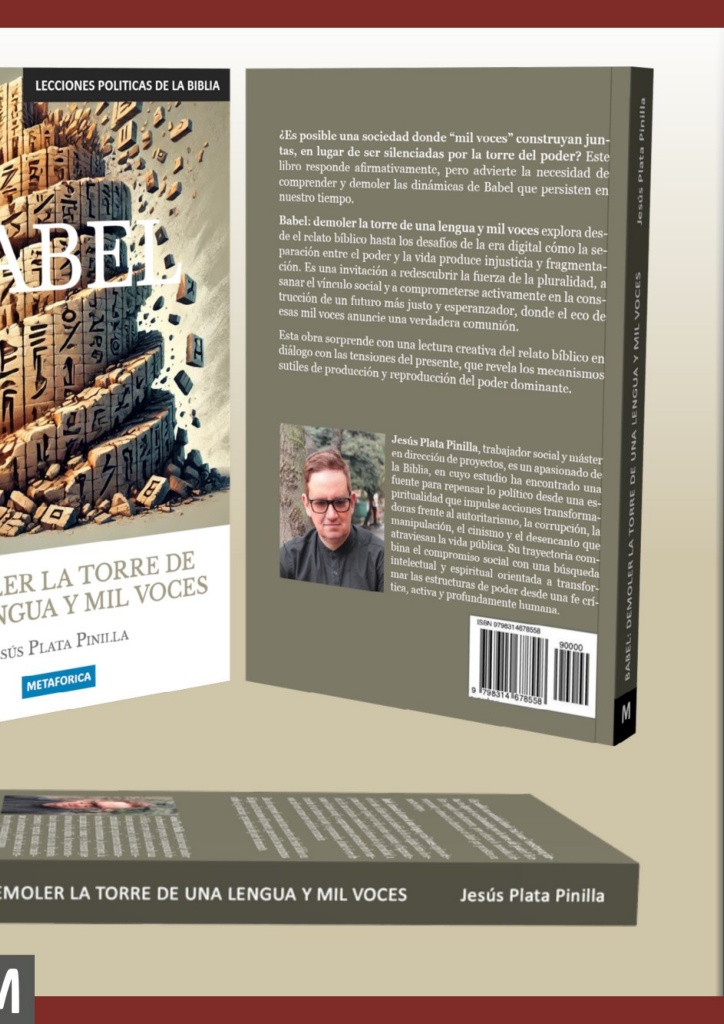 LECCIONES POLITICAS DE LA BIBLIA
ABEL
LER LA TORRE DE
NGUA Y MIL VOCES
SÚS PLATA PINILLA
METAFORICA
¿Es posible una sociedad donde “mil voces” construyan jun-
tas, en lugar de ser silenciadas por la torre del poder? Este
libro responde afirmativamente, pero advierte la necesidad de
comprender y demoler las dinámicas de Babel que persisten en
nuestro tiempo.
Babel: demoler la torre de una lengua y mil voces explora des-
de el relato bíblico hasta los desafíos de la era digital cómo la se-
paración entre el poder y la vida produce injusticia y fragmenta-
ción. Es una invitación a redescubrir la fuerza de la pluralidad, a
sanar el vínculo social y a comprometerse activamente en la cons-
trucción de un futuro más justo y esperanzador, donde el eco de
esas mil voces anuncie una verdadera comunión.
Esta obra sorprende con una lectura creativa del relato bíblico en
diálogo con las tensiones del presente, que revela los mecanismos
sutiles de producción y reproducción del poder dominante.
Jesús Plata Pinilla, trabajador social y máster
en dirección de proyectos, es un apasionado de
la Biblia, en cuyo estudio ha encontrado una
fuente para repensar lo político desde una es-
piritualidad que impulse acciones transforma-
doras frente al autoritarismo, la corrupción, la
manipulación, el cinismo y el desencanto que
atraviesan la vida pública. Su trayectoria com-
bina el compromiso social con una búsqueda
intelectual y espiritual orientada a transfor-
mar las estructuras de poder desde una fe crí-
tica, activa y profundamente humana.
ISBN 9798314678558
90000
9 798314 678558
Jesús Plata Pinilla
BABEL: DEMOLER LA TORRE DE UNA LENGUA Y MIL VOCES
M
EMOLER LA TORRE DE UNA LENGUA Y MIL VOCES
Jesús Plata Pinilla
M